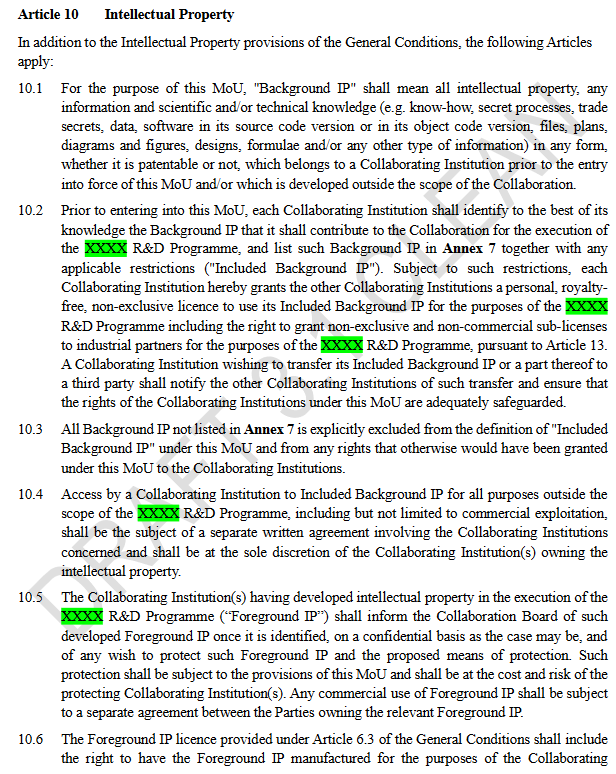 Article 10 Intellectual Property
In addition to the Intellectual Property provisions of the General Conditions, the following Articles
apply:
10.1 For the purpose of this MoU, "Background IP" shall mean all intellectual property, any
information and scientific and/or technical knowledge (e.g. know-how, secret processes, trade
secrets, data, software in its source code version or in its object code version, files, plans,
diagrams and figures, designs, formulae and/or any other type of information) in any form,
whether it is patentable or not, which belongs to a Collaborating Institution prior to the entry
into force of this MoU and/or which is developed outside the scope of the Collaboration.
10.2 Prior to entering into this MoU, each Collaborating Institution shall identify to the best of its
knowledge the Background IP that it shall contribute to the Collaboration for the execution of
the XXXX R&D Programme, and list such Background IP in Annex 7 together with any
applicable restrictions ("Included Background IP"). Subject to such restrictions, each
Collaborating Institution hereby grants the other Collaborating Institutions a personal, royalty-
free, non-exclusive licence to use its Included Background IP for the purposes of the XXXX
R&D Programme including the right to grant non-exclusive and non-commercial sub-licenses
to industrial partners for the purposes of the XXXX R&D Programme, pursuant to Article 13.
A Collaborating Institution wishing to transfer its Included Background IP or a part thereof to
a third party shall notify the other Collaborating Institutions of such transfer and ensure that
the rights of the Collaborating Institutions under this MoU are adequately safeguarded.
10.3 All Background IP not listed in Annex 7 is explicitly excluded from the definition of "Included
Background IP" under this MoU and from any rights that otherwise would have been granted
under this MoU to the Collaborating Institutions.
10.4 Access by a Collaborating Institution to Included Background IP for all purposes outside the
scope of the XXXX R&D Programme, including but not limited to commercial exploitation,
shall be the subject of a separate written agreement involving the Collaborating Institutions
concerned and shall be at the sole discretion of the Collaborating Institution(s) owning the
intellectual property.
10.5 The Collaborating Institution(s) having developed intellectual property in the execution of the
XXXX R&D Programme (“Foreground IP”) shall inform the Collaboration Board of such
developed Foreground IP once it is identified, on a confidential basis as the case may be, and
of any wish to protect such Foreground IP and the proposed means of protection. Such
protection shall be subject to the provisions of this MoU and shall be at the cost and risk of the
protecting Collaborating Institution(s). Any commercial use of Foreground IP shall be subject
to a separate agreement between the Parties owning the relevant Foreground IP.
10.6 The Foreground IP licence provided under Article 6.3 of the General Conditions shall include
the right to have the Foreground IP manufactured for the purposes of the Collaborating
DRAFT 3.1 CLEAN